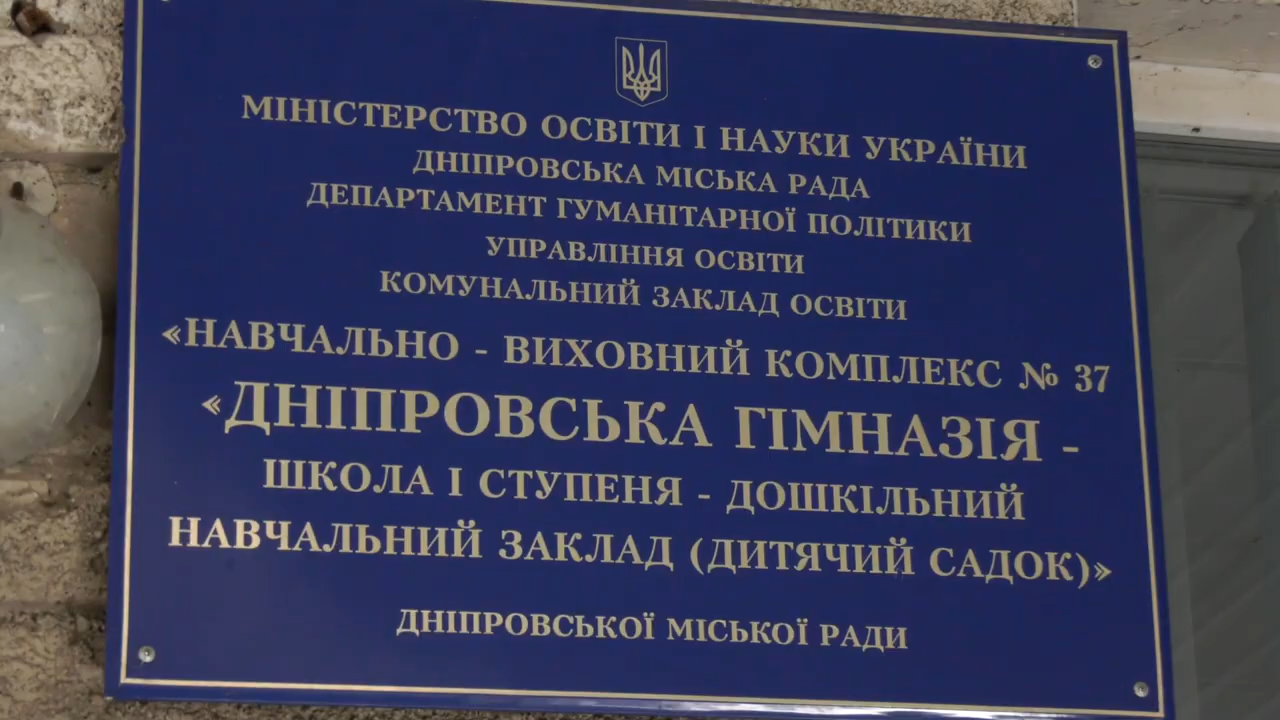 МІНІСТЕРСТВО ОСВІТИ І НАУКИ УКРАЇНИ
ДНІПРОВСЬКА МІСЬКА РАДА
ДЕПАРТАМЕНТ ГУМАНІТАРНОЇ ПОЛІТИКИ
УПРАВЛІННЯ ОСВІТИ
КОМУНАЛЬНИЙ ЗАКЛАД ОСВІТИ
«НАВЧАЛЬНО - ВИХОВНИЙ КОМПЛЕКС № 37
«ДНІПРОВСЬКА ГІМНАЗІЯ -
ШКОЛА І СТУПЕНЯ - ДОШКІЛЬНИЙ
НАВЧАЛЬНИЙ ЗАКЛАД (ДИТЯЧИЙ САДОК)»
ДНІПРОВСЬКОЇ МІСЬКОЇ РАДИ